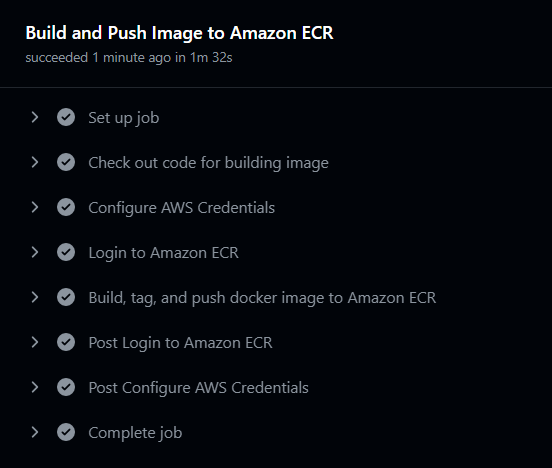 Build and Push Image to Amazon ECR
succeeded 1 minute ago in 1m 32s
Set up job
Check out code for building image
Configure AWS Credentials
Login to Amazon ECR
Build, tag, and push docker image to Amazon ECR
Post Login to Amazon ECR
Post Configure AWS Credentials
Complete job